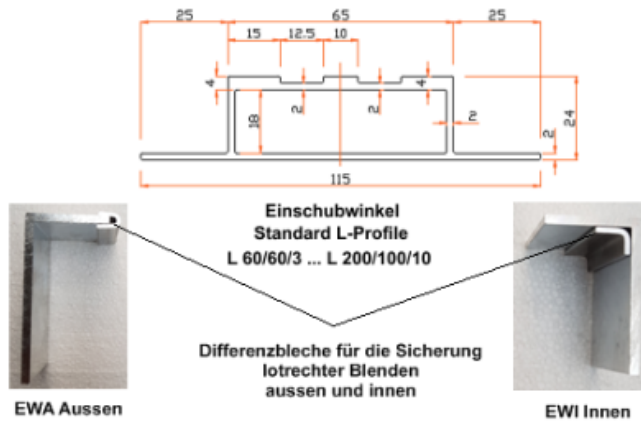 25 65 25
15 12.5 10
4 4
2 2
18 2 24 2
115
Einschubwinkel
Standard L-Profile
L 60/60/3 ... L 200/100/10
Differenzbleche für die Sicherung
lotrechter Blenden
aussen und innen
EWA Aussen
EWI Innen